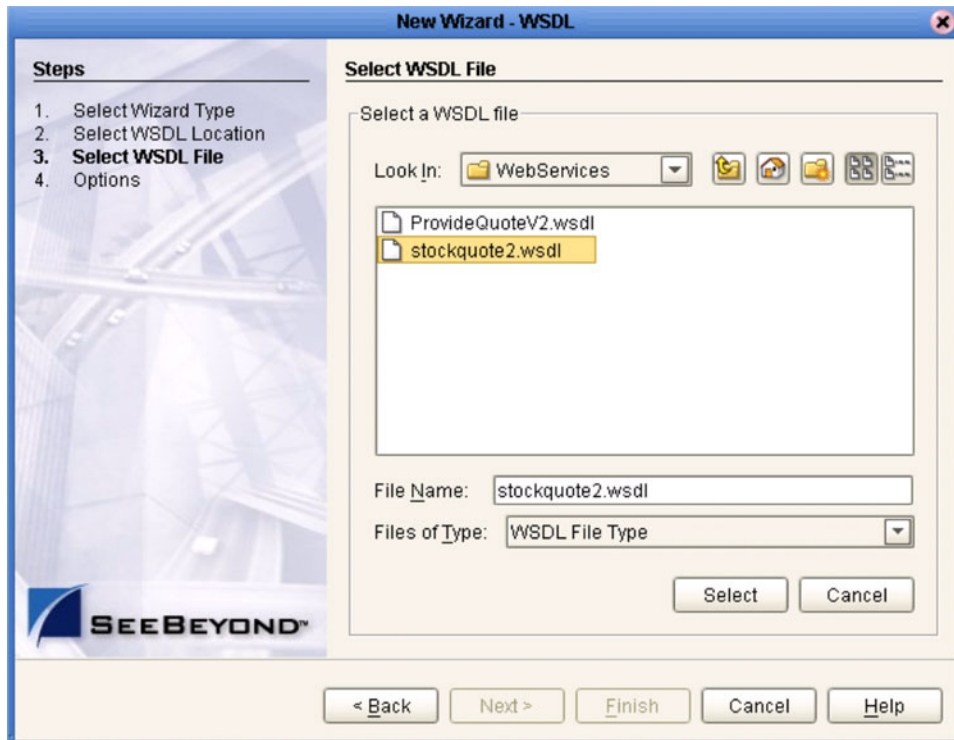 New Wizard - WSDL
Steps
1. Select Wizard Type
2. Select WSDL Location
3. Select WSDL File
4. Options
SEEBEYOND™
Select WSDL File
Select a WSDL file
Look In: WebServices
ProvideQuoteV2.wsdl
stockquote2.wsdl
File Name: stockquote2.wsdl
Files of Type: WSDL File Type
Select Cancel
< Back Next > Finish Cancel Help